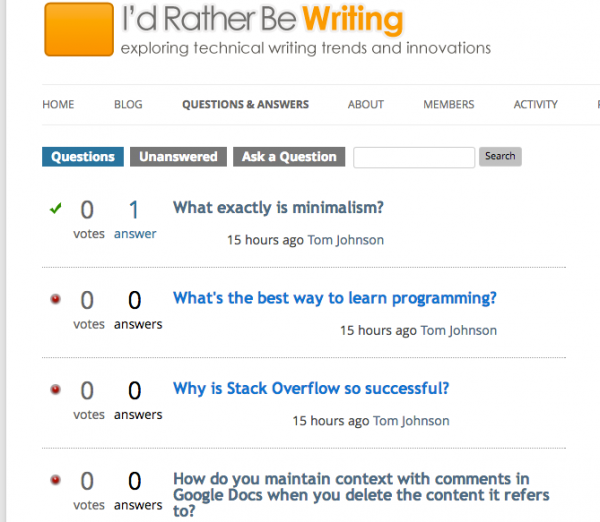 I'd Rather Be Writing
exploring technical writing trends and innovations
HOME BLOG QUESTIONS & ANSWERS ABOUT MEMBERS ACTIVITY
Questions Unanswered Ask a Question Search
0 1 What exactly is minimalism?
votes answer
15 hours ago Tom Johnson
0 0 What's the best way to learn programming?
votes answers
15 hours ago Tom Johnson
0 0 Why is Stack Overflow so successful?
votes answers
15 hours ago Tom Johnson
0 0 How do you maintain context with comments in
Google Docs when you delete the content it refers
votes answers to?